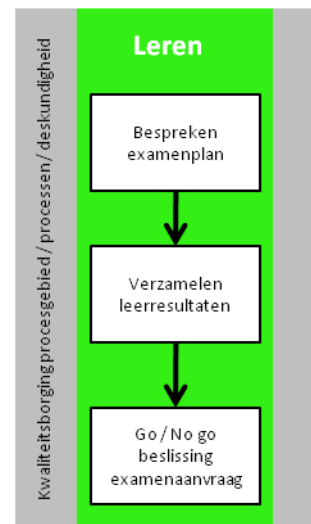 Kwaliteitsborging procesgebied / processen / deskundigheid
Leren
Bespreken
examenplan
Verzamelen
leerresultaten
Go / No go
beslissing
examenaanvraag